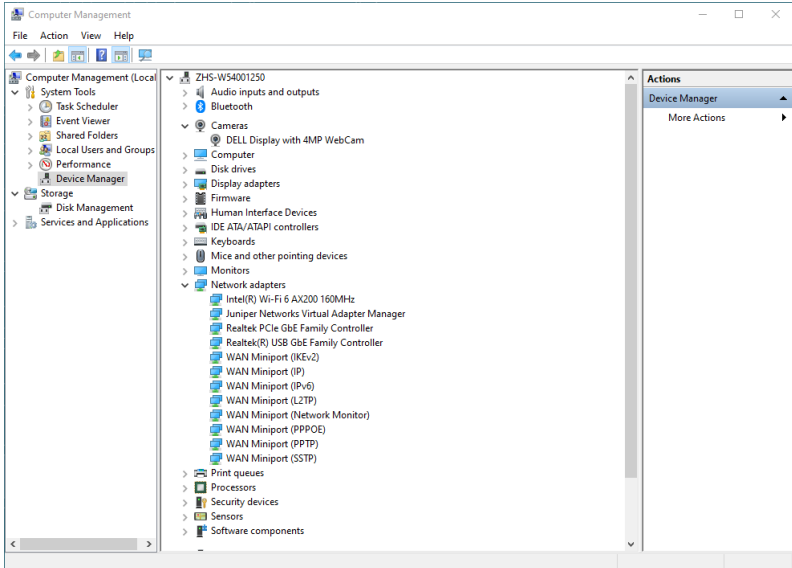 Computer Management
File Action View Help
Computer Management (Local
System Tools
Task Scheduler
Event Viewer
Shared Folders
Local Users and Groups
Performance
Device Manager
Storage
Disk Management
Services and Applications
ZHS-W54001250
Audio inputs and outputs
Bluetooth
Cameras
DELL Display with 4MP WebCam
Computer
Disk drives
Display adapters
Firmware
Human Interface Devices
IDE ATA/ATAPI controllers
Keyboards
Mice and other pointing devices
Monitors
Network adapters
Intel(R) Wi-Fi 6 AX200 160MHz
Juniper Networks Virtual Adapter Manager
Realtek PCIe GbE Family Controller
Realtek(R) USB GbE Family Controller
WAN Miniport (IKEv2)
WAN Miniport (IP)
WAN Miniport (IPv6)
WAN Miniport (L2TP)
WAN Miniport (Network Monitor)
WAN Miniport (PPPOE)
WAN Miniport (PPTP)
WAN Miniport (SSTP)
Print queues
Processors
Security devices
Sensors
Software components
Actions
Device Manager
More Actions